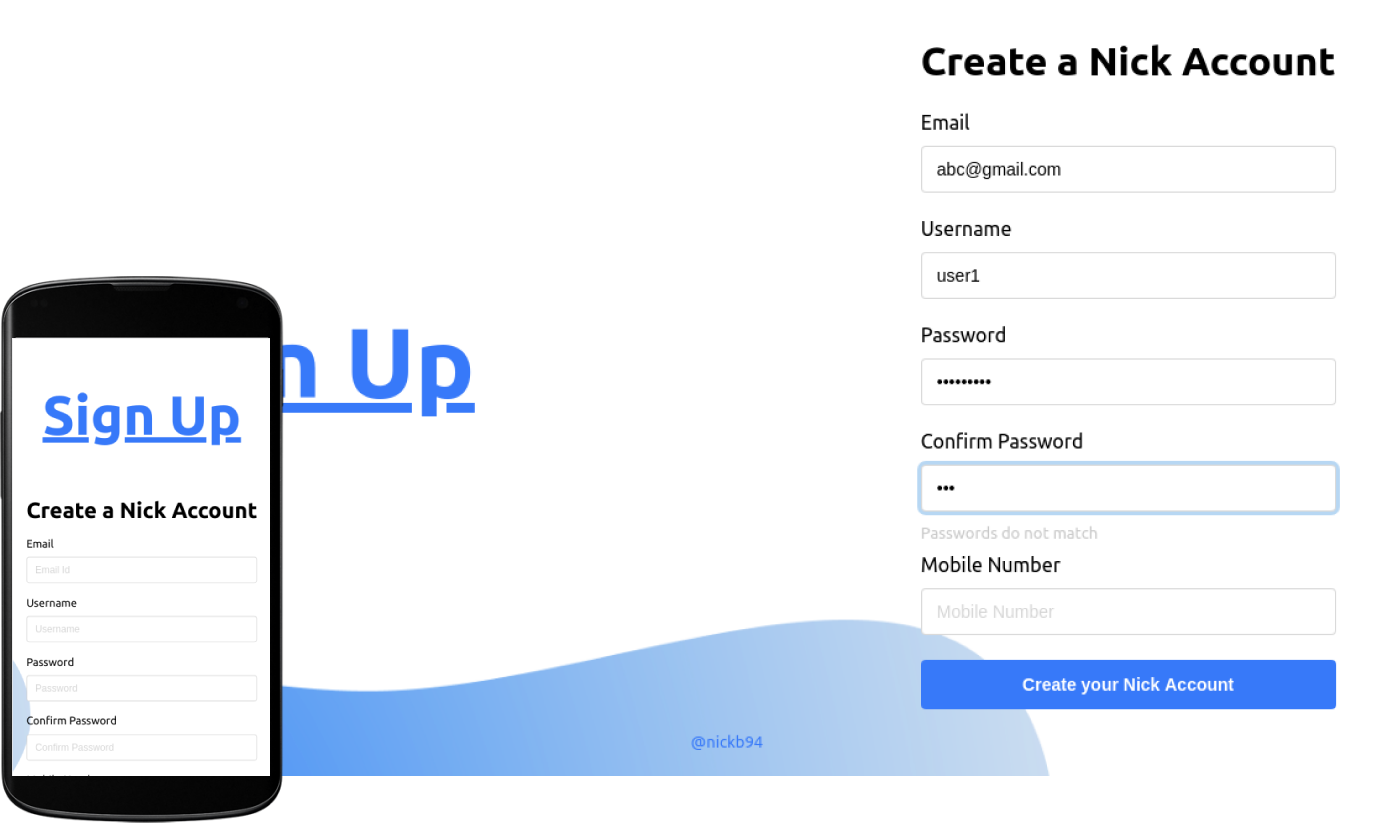 Create a Nick Account
Email
abc@gmail.com
Username
user1
Password
•••••••••
Confirm Password
•••
Passwords do not match
Mobile Number
Mobile Number
Create your Nick Account
n Up
@nickb94
Sign Up
Create a Nick Account
Email
Email Id
Username
Username
Password
Password
Confirm Password
Confirm Password